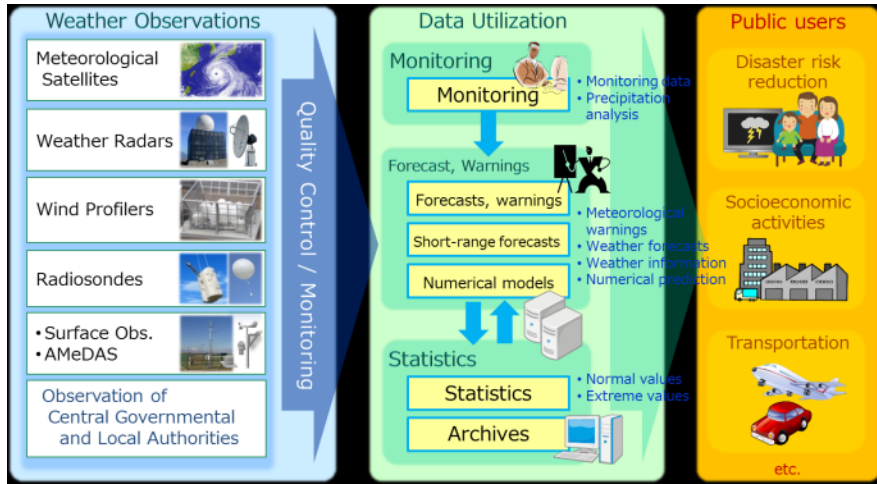 Weather Observations
Meteorological
Satellites
Weather Radars
Wind Profilers
Radiosondes
•Surface Obs.
•AMeDAS
Observation of
Central Governmental
and Local Authorities
Quality Control / Monitoring
Data Utilization
Monitoring
Monitoring
• Monitoring data
• Precipitation
analysis
Forecast, Warnings
Forecasts, warnings
Short-range forecasts
Numerical models
• Meteorological
warnings
• Weather forecasts
• Weather information
• Numerical prediction
Statistics
Statistics
Archives
• Normal values
• Extreme values
Public users
Disaster risk
reduction
Socioeconomic
activities
Transportation
etc.